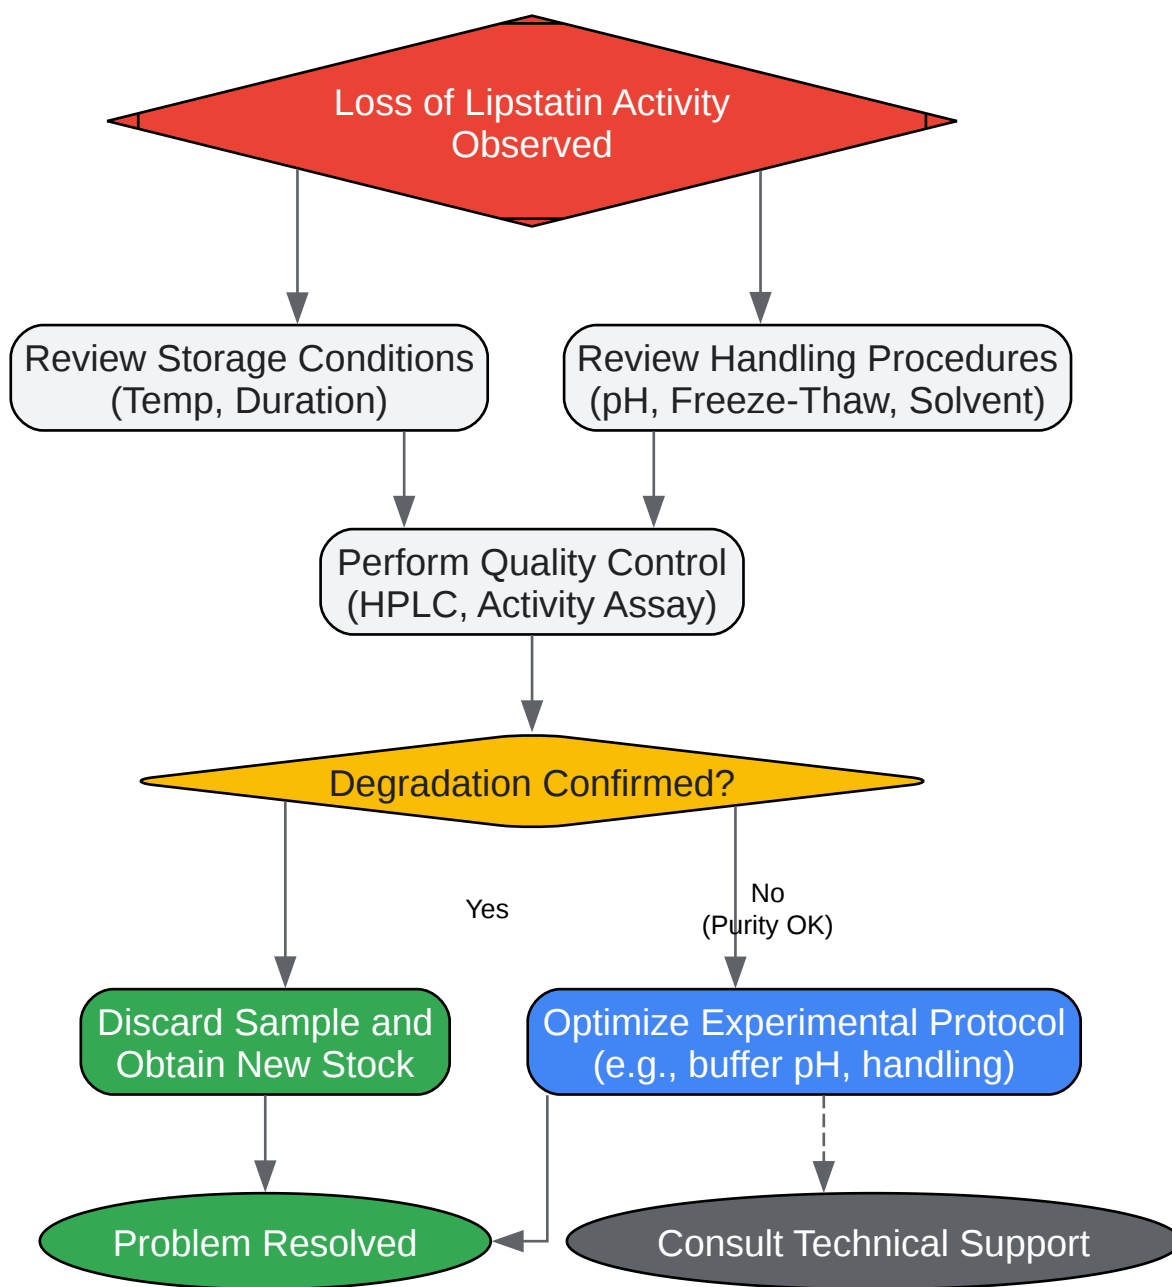 Loss of Lipstatin Activity
Observed
Review Storage Conditions
(Temp, Duration)
Review Handling Procedures
(pH, Freeze-Thaw, Solvent)
Perform Quality Control
(HPLC, Activity Assay)
Degradation Confirmed?
Yes
No
(Purity OK)
Discard Sample and
Obtain New Stock
Optimize Experimental Protocol
(e.g., buffer pH, handling)
Problem Resolved
Consult Technical Support